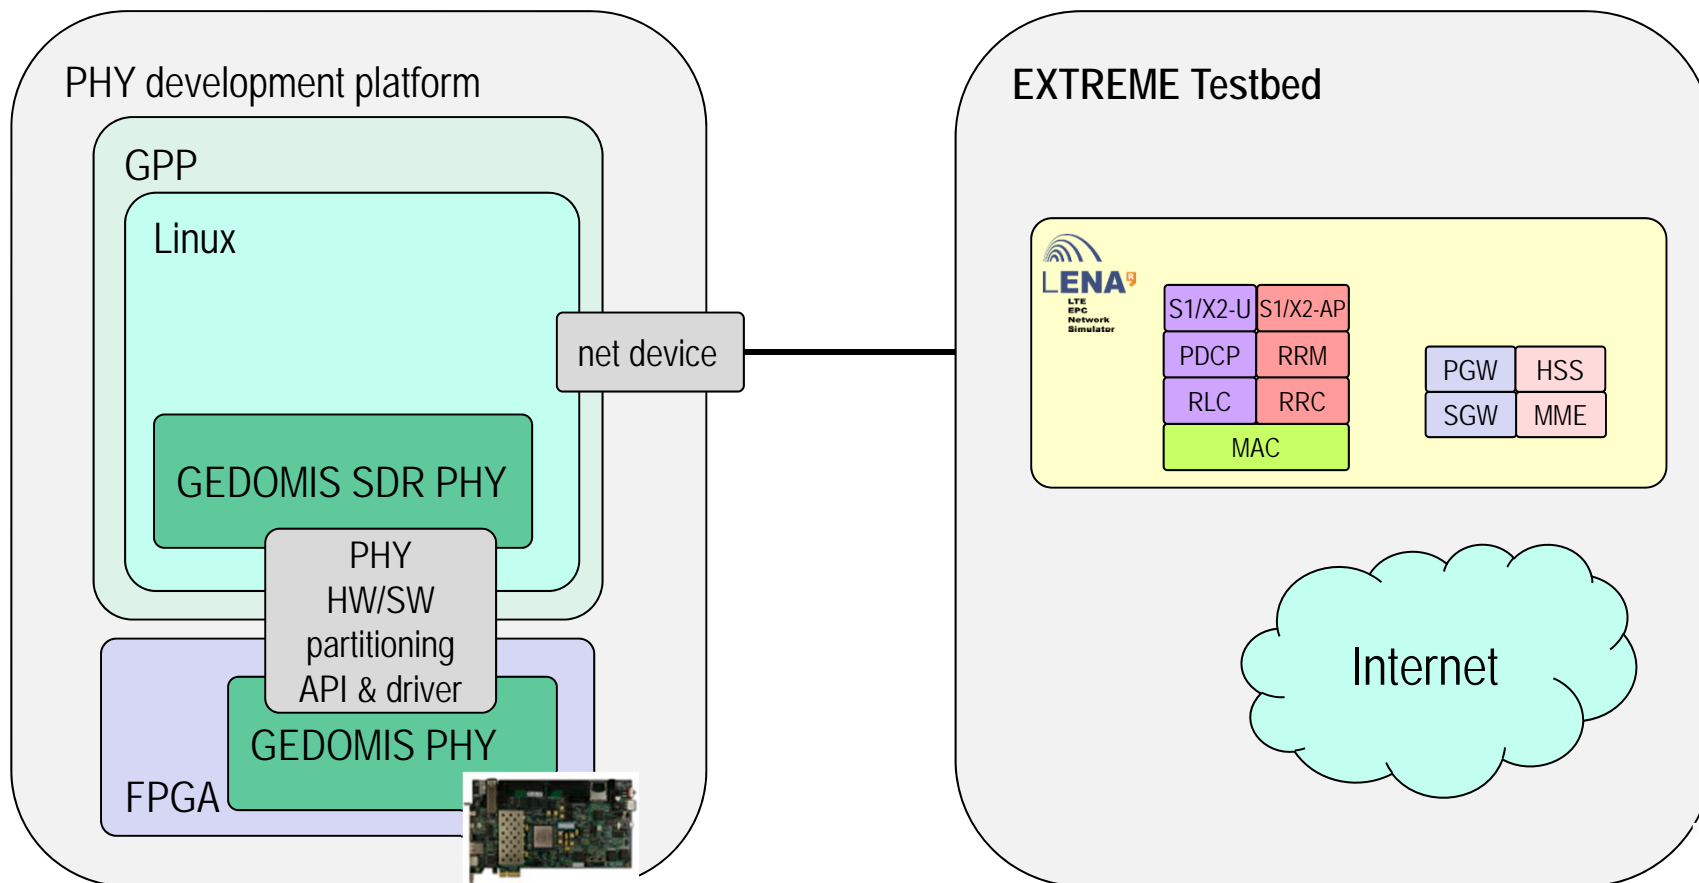 PHY development platform
GPP
Linux
net device
GEDOMIS SDR PHY
PHY
HW/SW
partitioning
API & driver
GEDOMIS PHY
FPGA
EXTREME Testbed
LENA
LTE
EPC
Network
Simulator
S1/X2-U S1/X2-AP
PDCP RRM
RLC RRC
MAC
PGW HSS
SGW MME
Internet